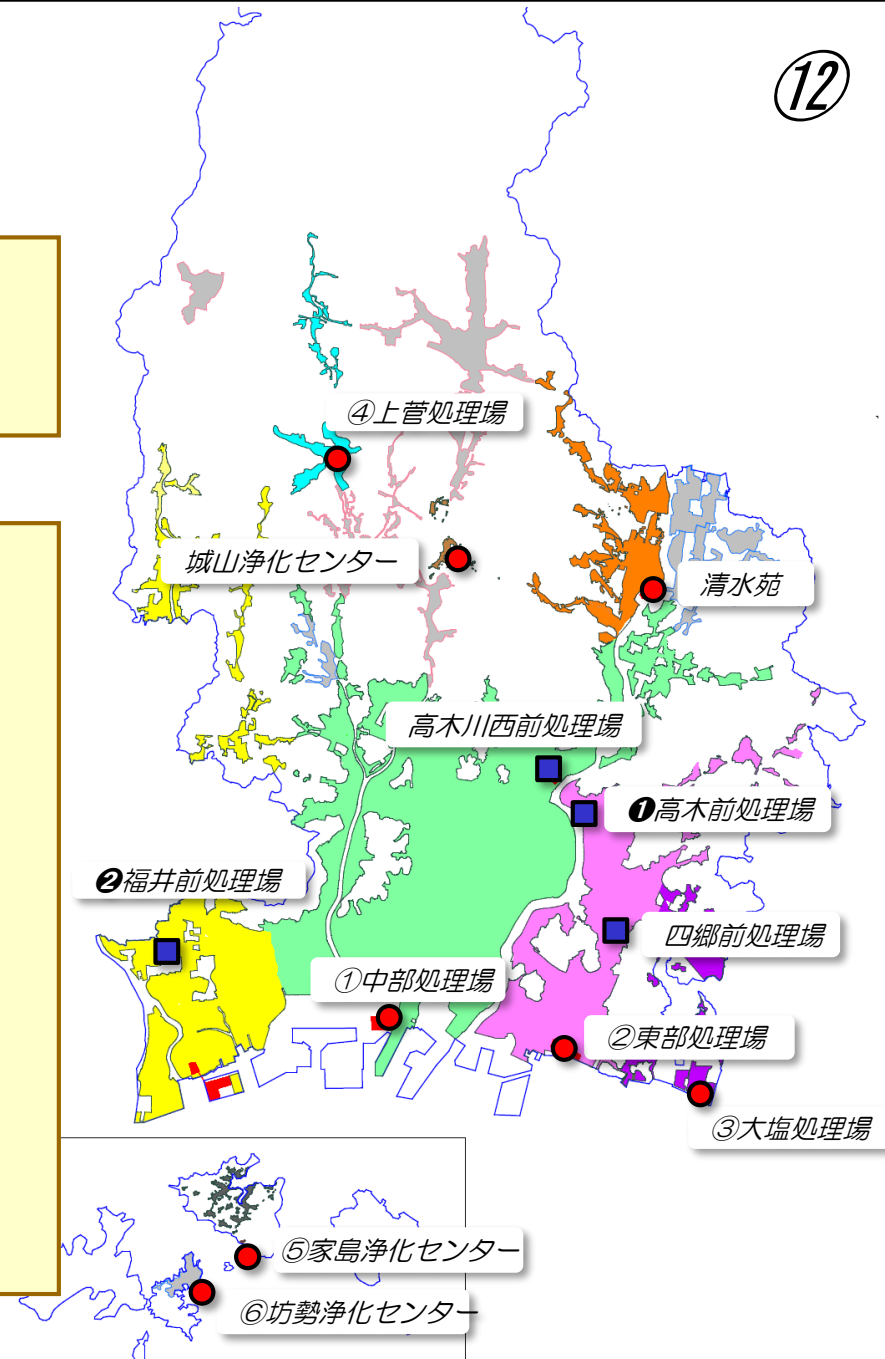 ⑫
④上菅処理場
城山浄化センター
清水苑
高木川西前処理場
❶高木前処理場
❷福井前処理場
四郷前処理場
①中部処理場
②東部処理場
③大塩処理場
⑤家島浄化センター
⑥坊勢浄化センター